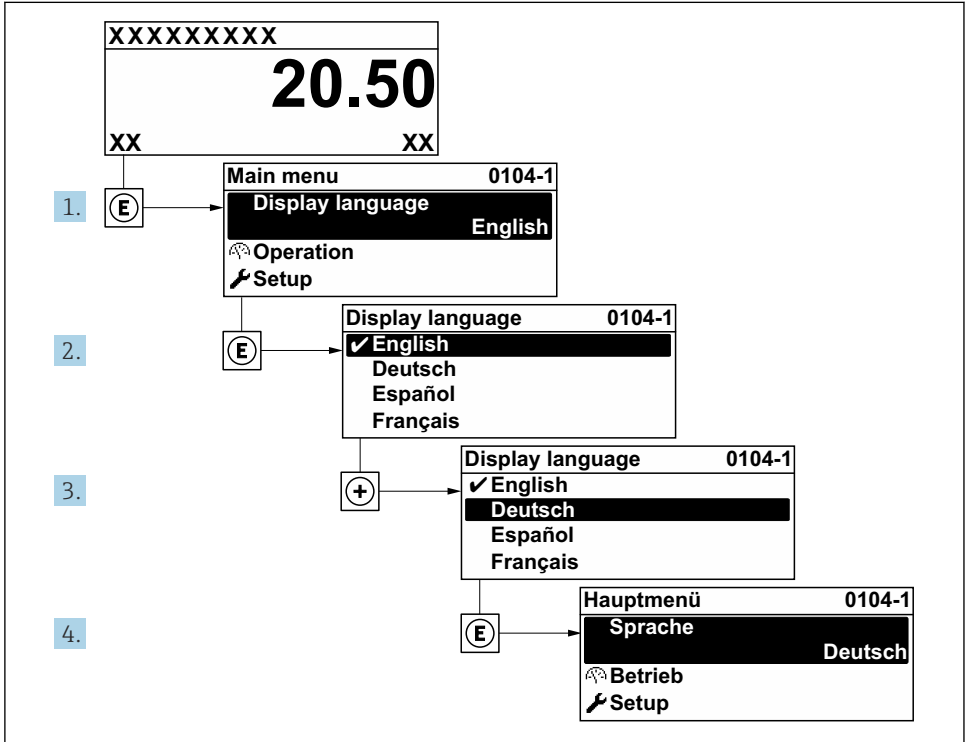 XXXXXXXXX
20.50
XX XX
1.
E
Main menu 0104-1
Display language
English
Operation
Setup
2.
E
Display language 0104-1
✔ English
Deutsch
Español
Français
3.
+
Display language 0104-1
✔ English
Deutsch
Español
Français
4.
E
Hauptmenü 0104-1
Sprache
Deutsch
Betrieb
Setup